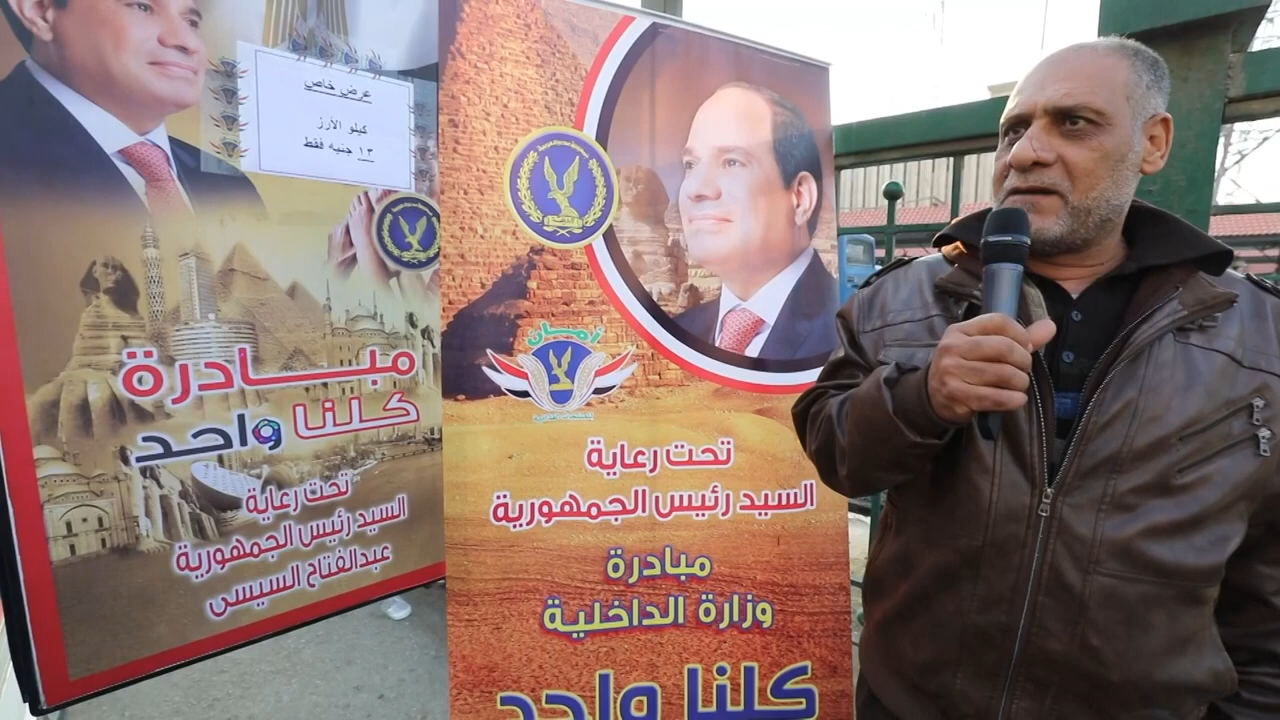 عرض خاص
كيلو الأرز
١٣ جنيه فقط
مبادرة
كلنا واحد
تحت رعاية
السيد رئيس الجمهورية
عبدالفتاح السيسى
أمان
تحت رعاية
السيد رئيس الجمهورية
مبادرة
وزارة الداخلية
كلنا واحد